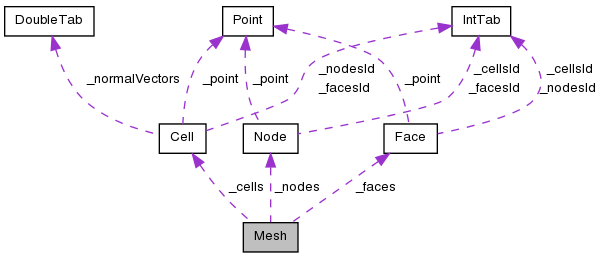 DoubleTab
Point
IntTab
_normalVectors
_point
_point
_nodesId
_facesId
_point
_cellsId
_facesId
_cellsId
_nodesId
Cell
Node
Face
_cells
_nodes
_faces
Mesh